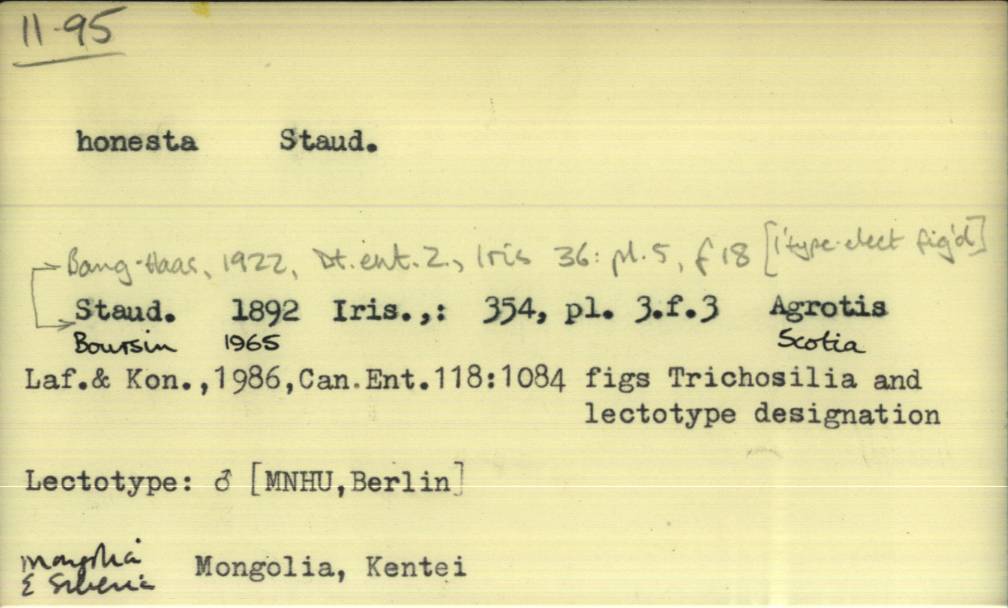 11-95
honesta Staud.
Bang-Haas, 1922, Dt. ent. Z., Iris 36: pl. 5, f 18 ['type-elect fig'd]
Staud. 1892 Iris.,: 354, pl. 3.f.3 Agrotis
Boursin 1965 Scotia
Laf.& Kon.,1986,Can.Ent.118:1084 figs Trichosilia and
lectotype designation
Lectotype: ♂ [MNHU,Berlin]
Mongolia Mongolia, Kentei
E Siberia